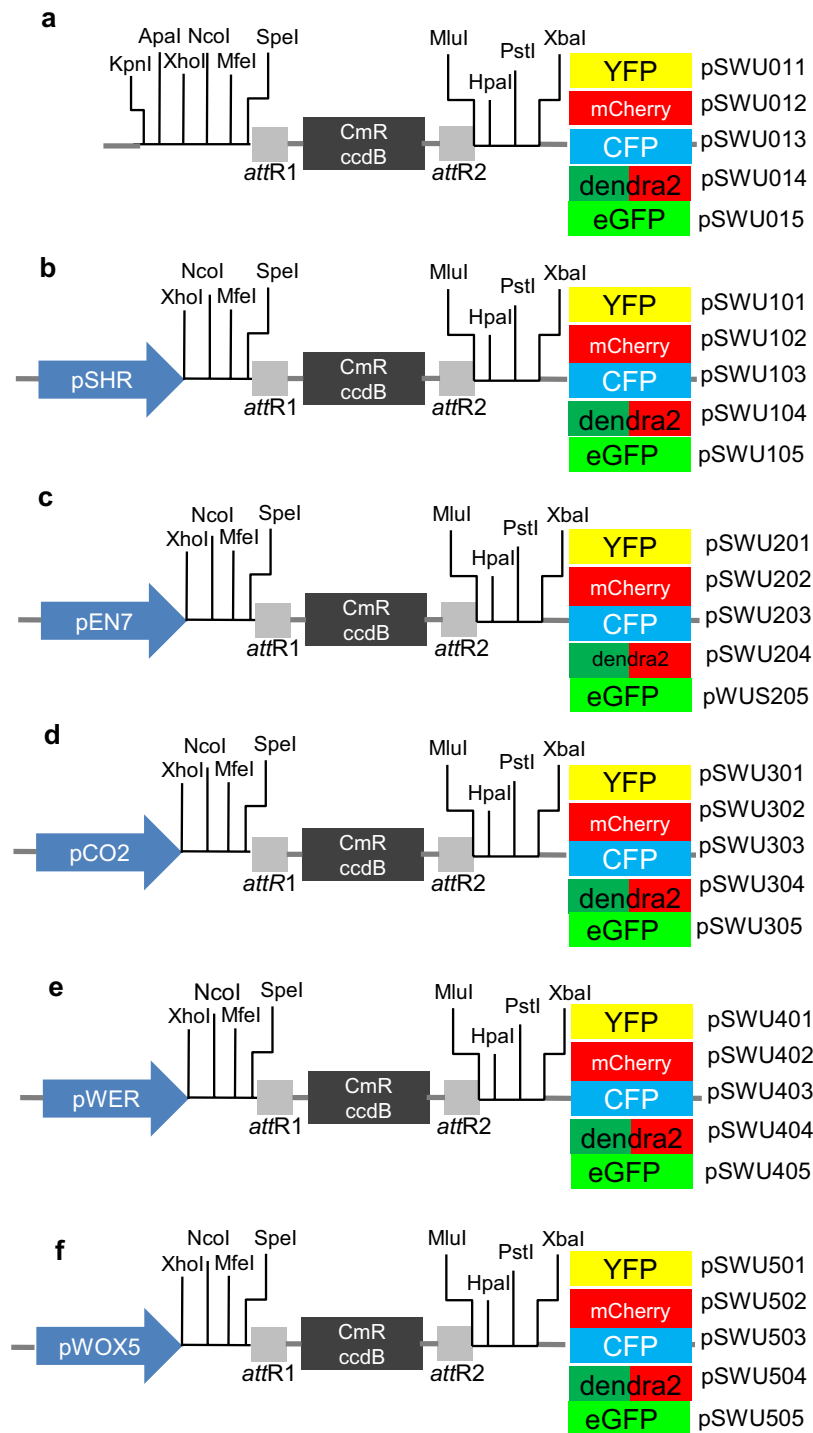 a
ApaI NcoI SpeI
KpnI XhoI MfeI
MluI PstI XbaI
HpaI
CmR
ccdB
attR1
attR2
YFP pSWU011
mCherry pSWU012
CFP pSWU013
dendra2 pSWU014
eGFP pSWU015
b
NcoI SpeI
XhoI MfeI
MluI PstI XbaI
HpaI
pSHR
CmR
ccdB
attR1
attR2
YFP pSWU101
mCherry pSWU102
CFP pSWU103
dendra2 pSWU104
eGFP pSWU105
c
NcoI SpeI
XhoI MfeI
MluI PstI XbaI
HpaI
pEN7
CmR
ccdB
attR1
attR2
YFP pSWU201
mCherry pSWU202
CFP pSWU203
dendra2 pSWU204
eGFP pWUS205
d
NcoI SpeI
XhoI MfeI
MluI PstI XbaI
HpaI
pCO2
CmR
ccdB
attR1
attR2
YFP pSWU301
mCherry pSWU302
CFP pSWU303
dendra2 pSWU304
eGFP pSWU305
e
NcoI SpeI
XhoI MfeI
MluI PstI XbaI
HpaI
pWER
CmR
ccdB
attR1
attR2
YFP pSWU401
mCherry pSWU402
CFP pSWU403
dendra2 pSWU404
eGFP pSWU405
f
NcoI SpeI
XhoI MfeI
MluI PstI XbaI
HpaI
pWOX5
CmR
ccdB
attR1
attR2
YFP pSWU501
mCherry pSWU502
CFP pSWU503
dendra2 pSWU504
eGFP pSWU505